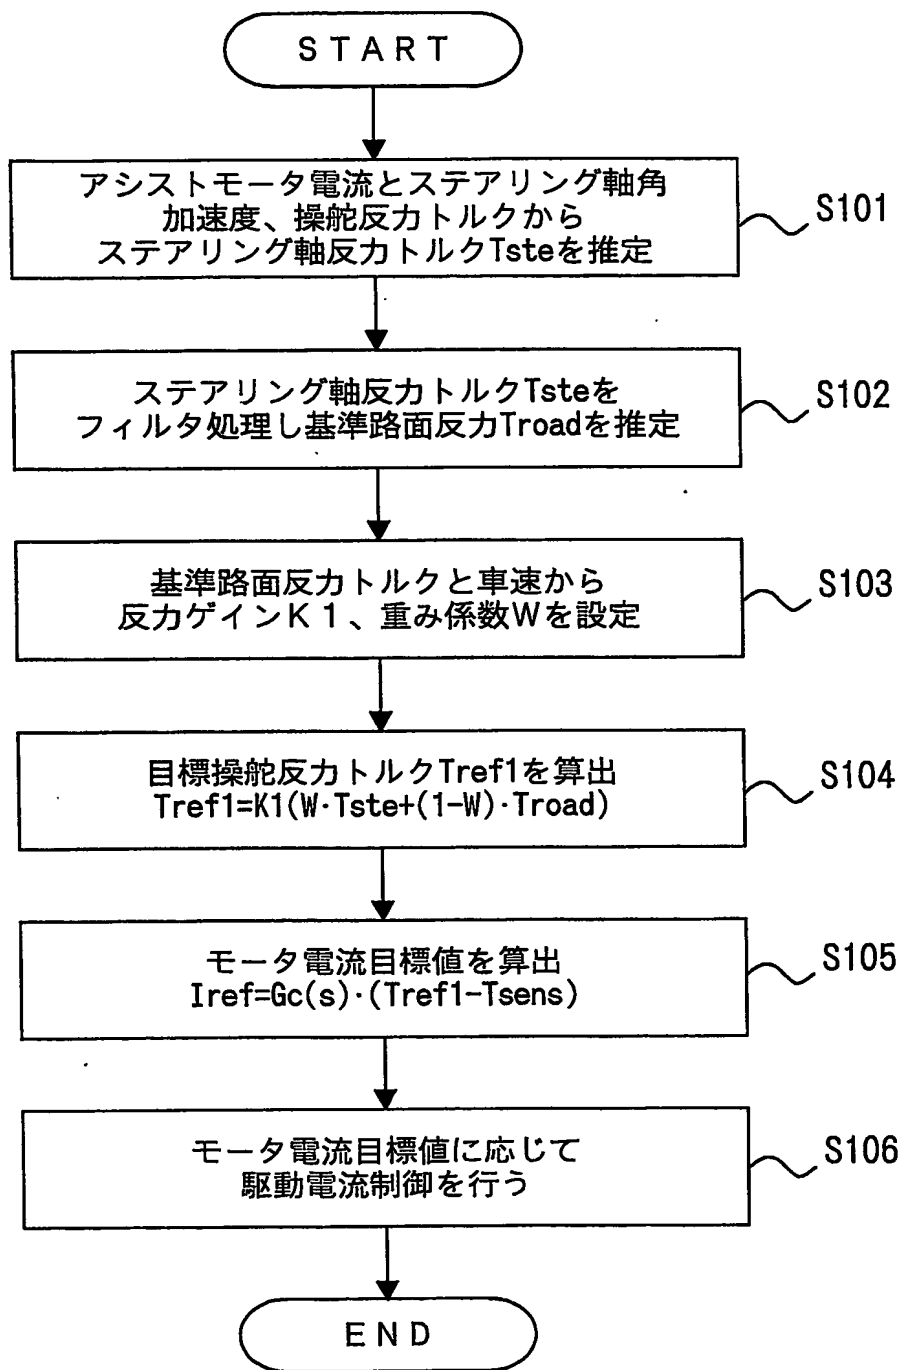 START
アシストモータ電流とステアリング軸角
加速度、操舵反力トルクから
ステアリング軸反力トルクTsteを推定
S101
ステアリング軸反力トルクTsteを
フィルタ処理し基準路面反力Troadを推定
S102
基準路面反力トルクと車速から
反力ゲインK1、重み係数Wを設定
S103
目標操舵反力トルクTref1を算出
Tref1=K1(W·Tste+(1-W)·Troad)
S104
モータ電流目標値を算出
Iref=Gc(s)·(Tref1-Tsens)
S105
モータ電流目標値に応じて
駆動電流制御を行う
S106
END